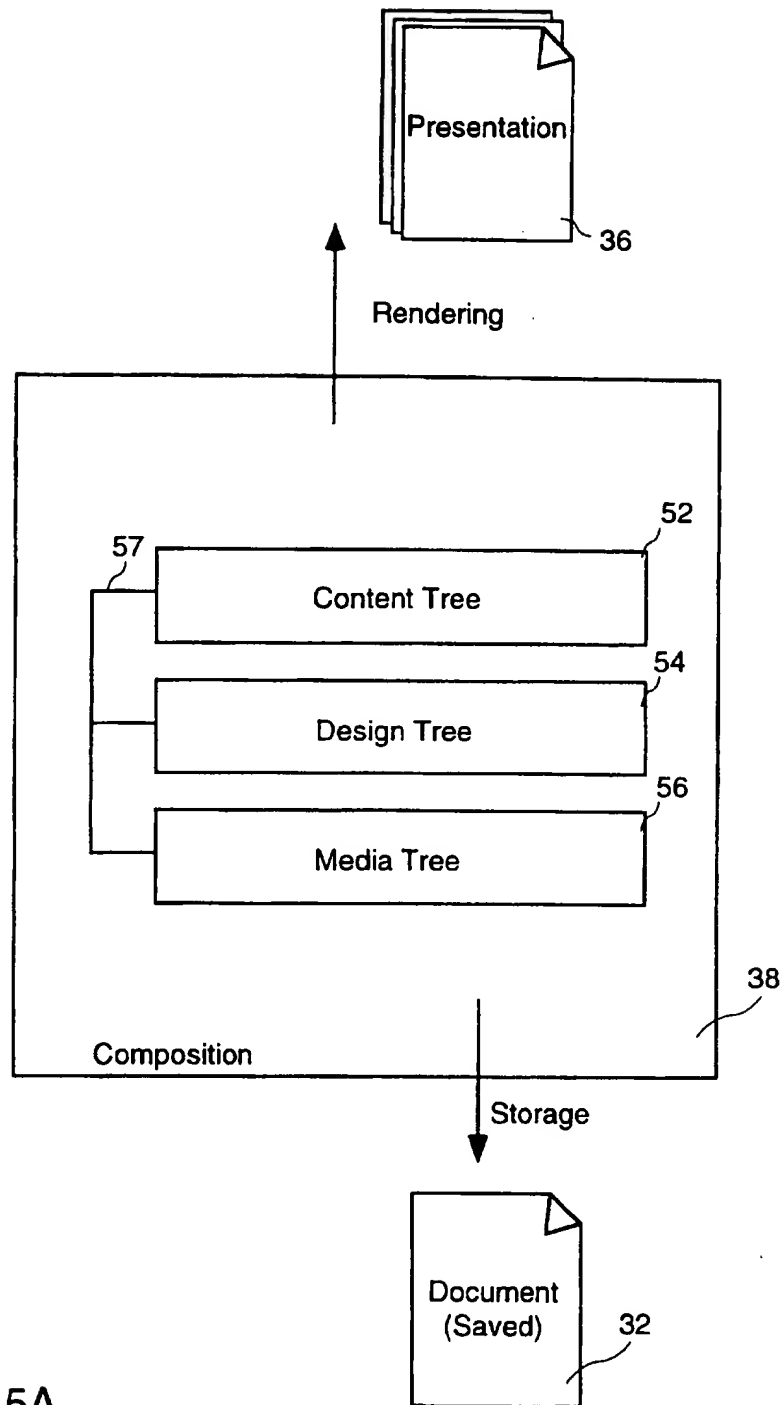 Presentation
36
Rendering
52
57
Content Tree
54
Design Tree
56
Media Tree
38
Composition
Storage
Document
(Saved)
32
5A